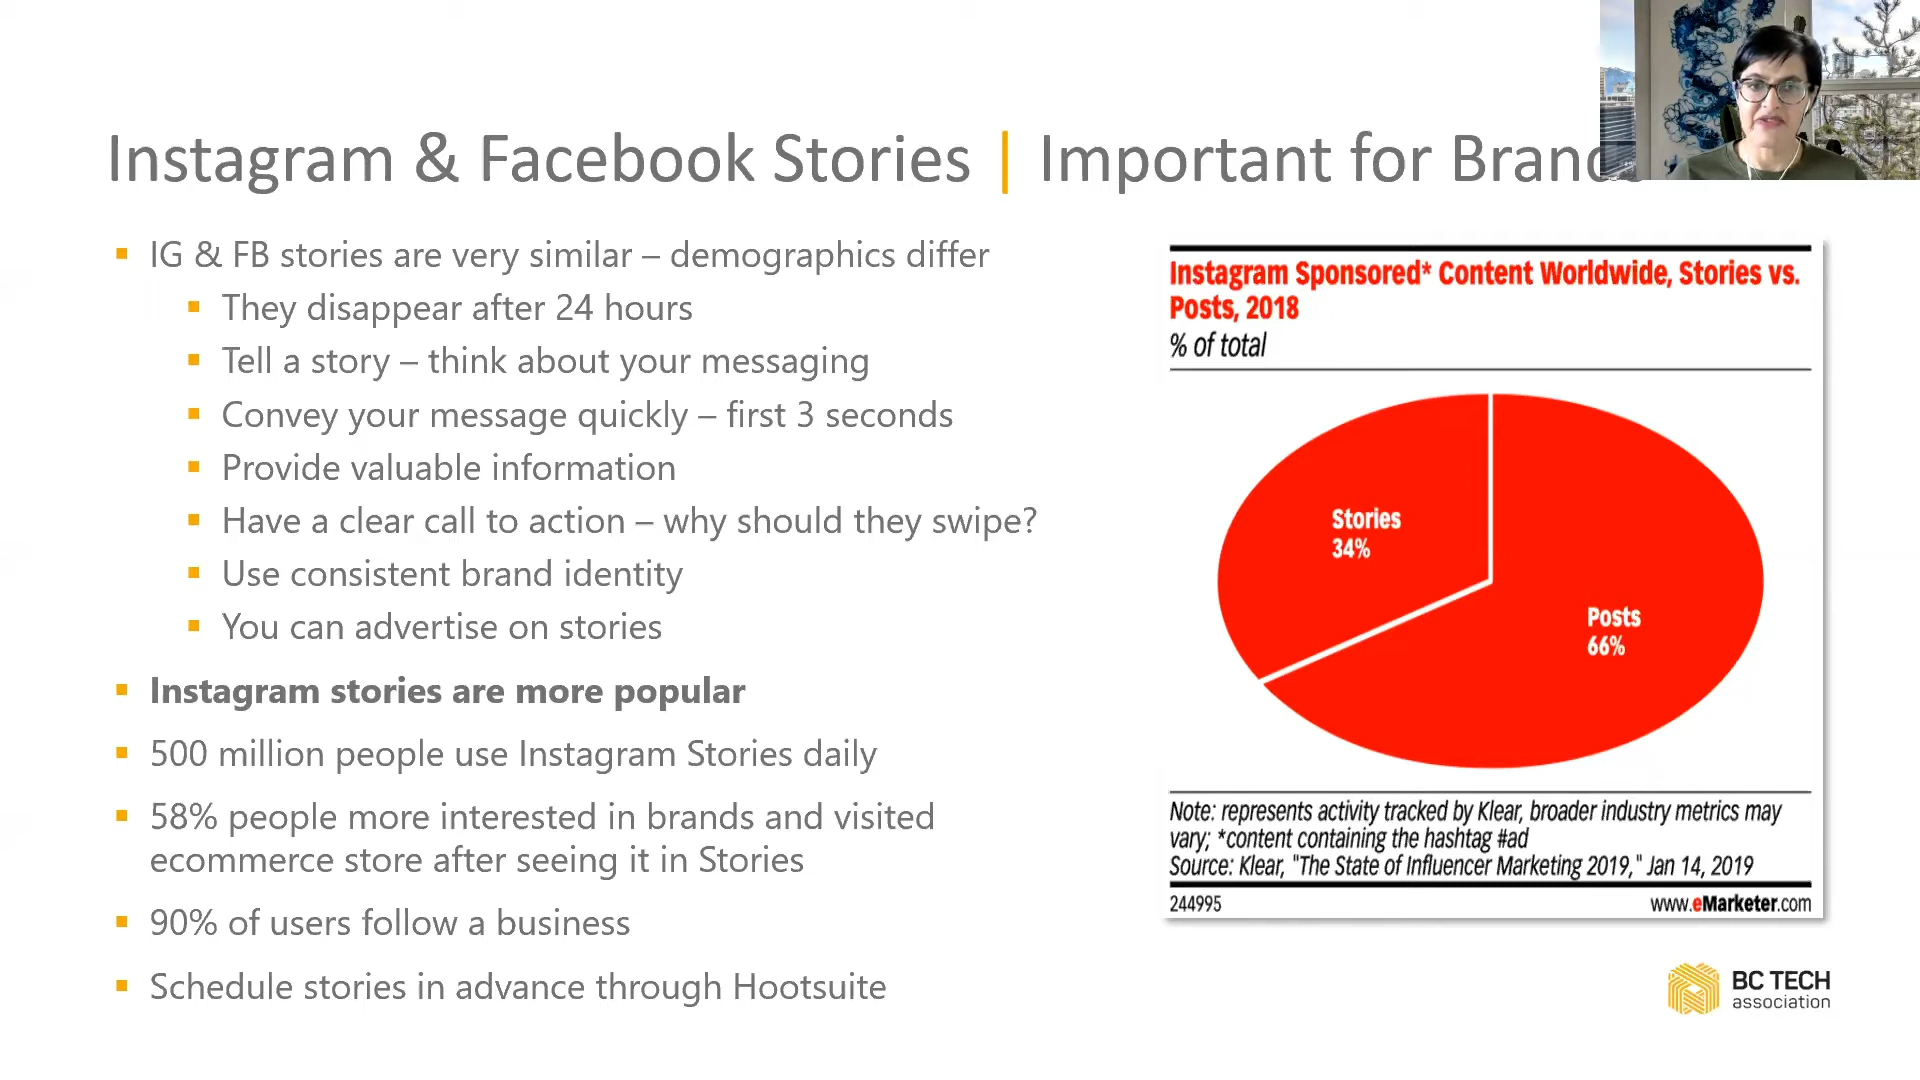 Instagram & Facebook Stories | Important for Brands
IG & FB stories are very similar – demographics differ
They disappear after 24 hours
Tell a story – think about your messaging
Convey your message quickly – first 3 seconds
Provide valuable information
Have a clear call to action – why should they swipe?
Use consistent brand identity
You can advertise on stories
Instagram stories are more popular
500 million people use Instagram Stories daily
58% people more interested in brands and visited
ecommerce store after seeing it in Stories
90% of users follow a business
Schedule stories in advance through Hootsuite
Instagram Sponsored* Content Worldwide, Stories vs.
Posts, 2018
% of total
Stories
34%
Posts
66%
Note: represents activity tracked by Klear, broader industry metrics may
vary; *content containing the hashtag #ad
Source: Klear, "The State of Influencer Marketing 2019," Jan 14, 2019
244995 www.eMarketer.com
BC TECH
association